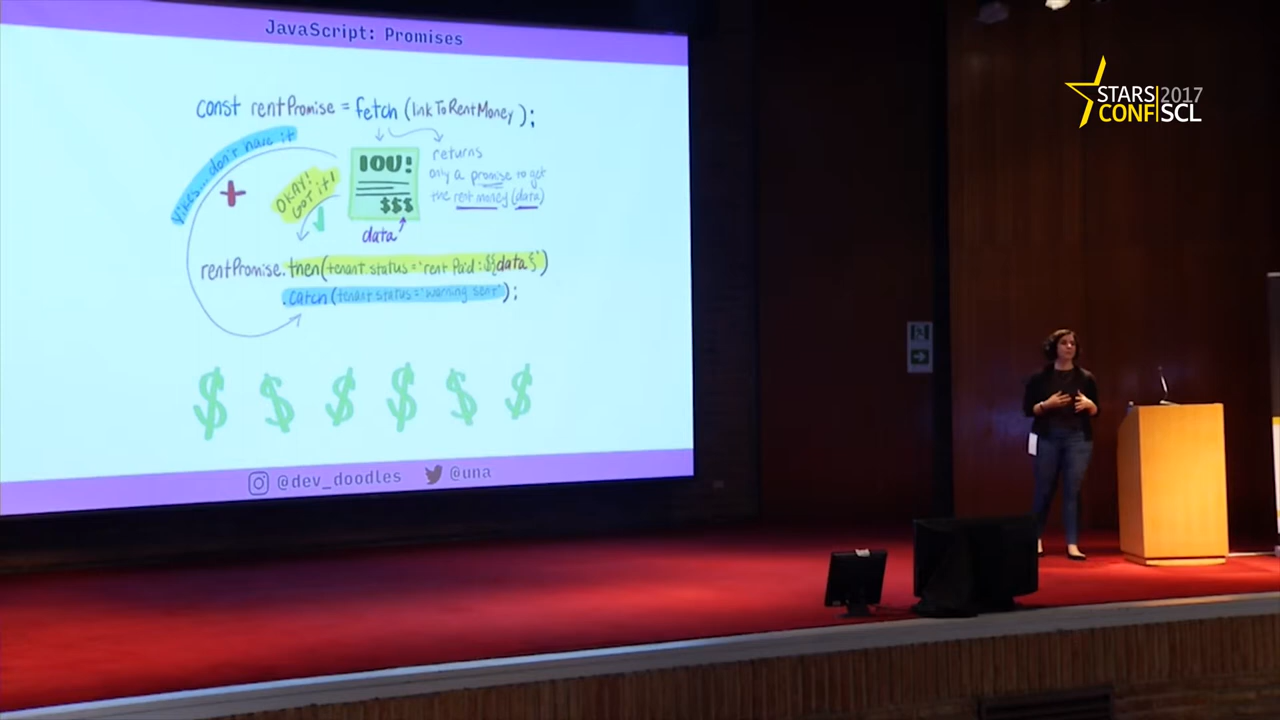 JavaScript: Promises
const rentPromise = fetch (linkToRentMoney );
Yikes... don't have it
OKAY!
GOT it!
IOU!
$$$
returns
only a promise to get
the rent money (data)
data
rentPromise.then(tenant.status='rent Paid:${data}')
.catch(tenant.status='warning sent');
$ $ $ $ $ $
@dev_doodles @una
STARS 2017
CONF SCL